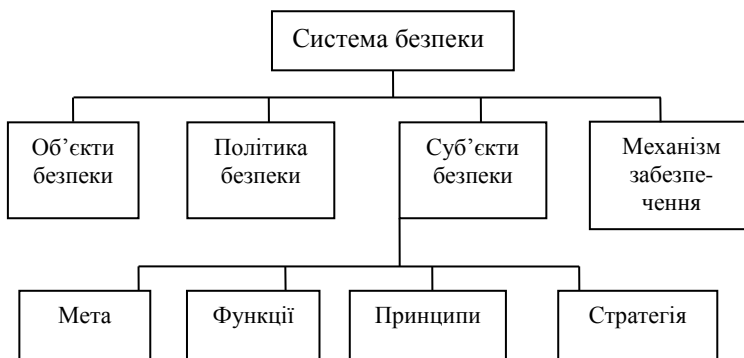 Система безпеки
Об’єкти
безпеки
Політика
безпеки
Суб’єкти
безпеки
Механізм
забезпе-
чення
Мета
Функції
Принципи
Стратегія